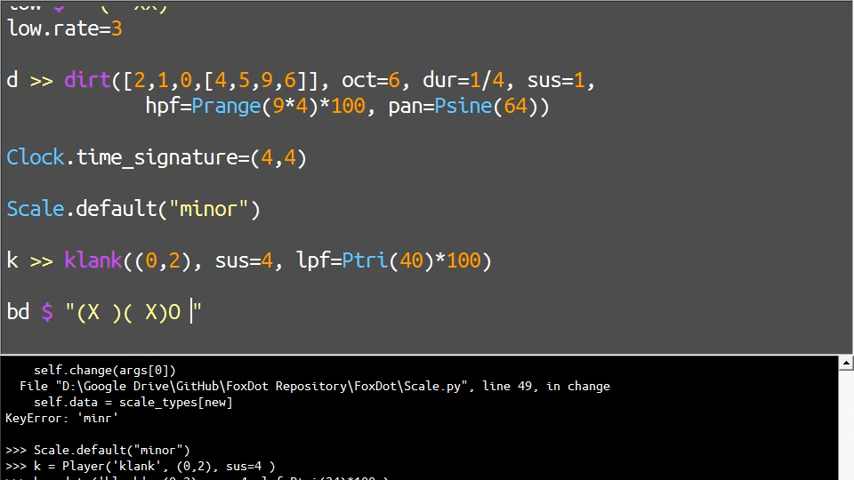 low.rate=3
d >> dirt([2,1,0,[4,5,9,6]], oct=6, dur=1/4, sus=1,
hpf=Prange(9*4)*100, pan=Psine(64))
Clock.time_signature=(4,4)
Scale.default("minor")
k >> klank((0,2), sus=4, lpf=Ptri(40)*100)
bd $ "(X )( X)O "
self.change(args[0])
File "D:\Google Drive\GitHub\FoxDot Repository\FoxDot\Scale.py", line 49, in change
self.data = scale_types[new]
KeyError: 'minr'
>>> Scale.default("minor")
>>> k = Player('klank', (0,2), sus=4 )